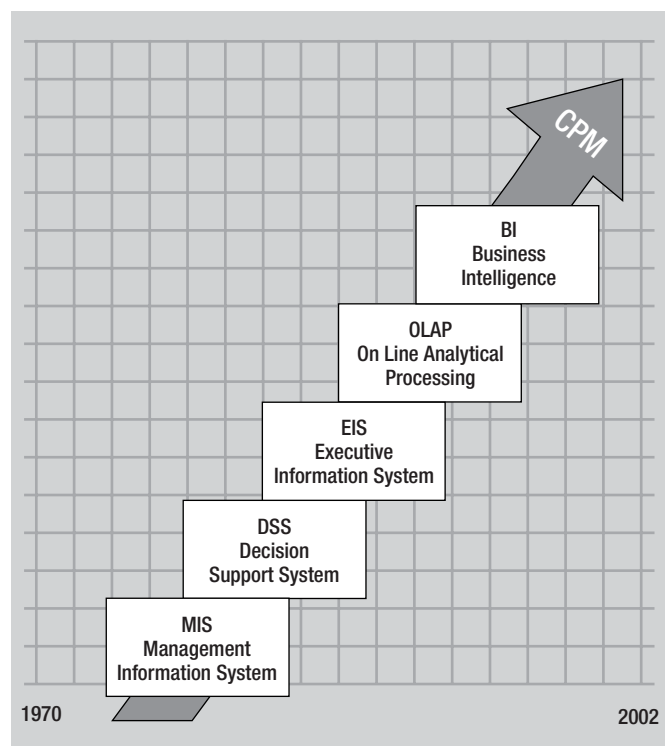 CPM
BI
Business
Intelligence
OLAP
On Line Analytical
Processing
EIS
Executive
Information System
DSS
Decision
Support System
MIS
Management
Information System
1970
2002